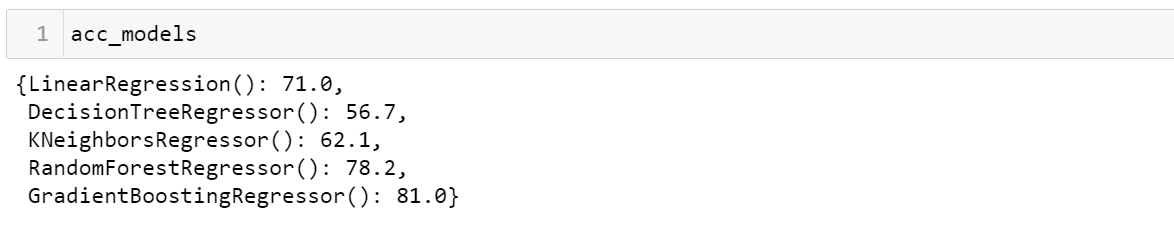 1 acc_models
{LinearRegression(): 71.0,
DecisionTreeRegressor(): 56.7,
KNeighborsRegressor(): 62.1,
RandomForestRegressor(): 78.2,
GradientBoostingRegressor(): 81.0}